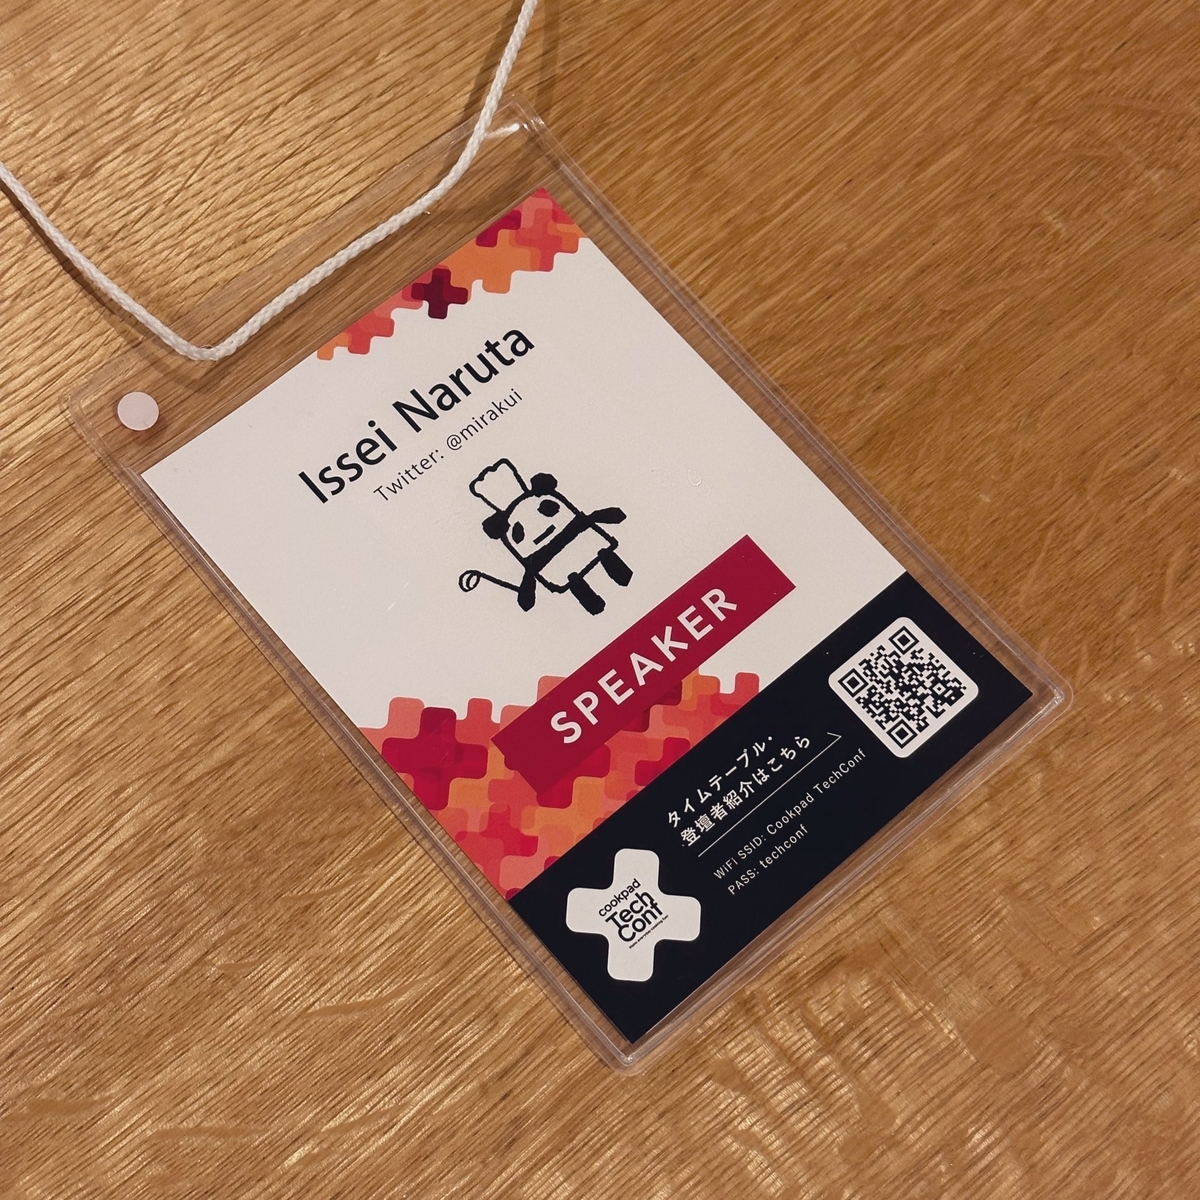 Issei Naruta
Twitter: @mirakui
SPEAKER
タイムテーブル・
登壇者紹介はこちら
WiFi SSID: Cookpad TechConf
PASS: techconf
cookpad
Tech
Conf